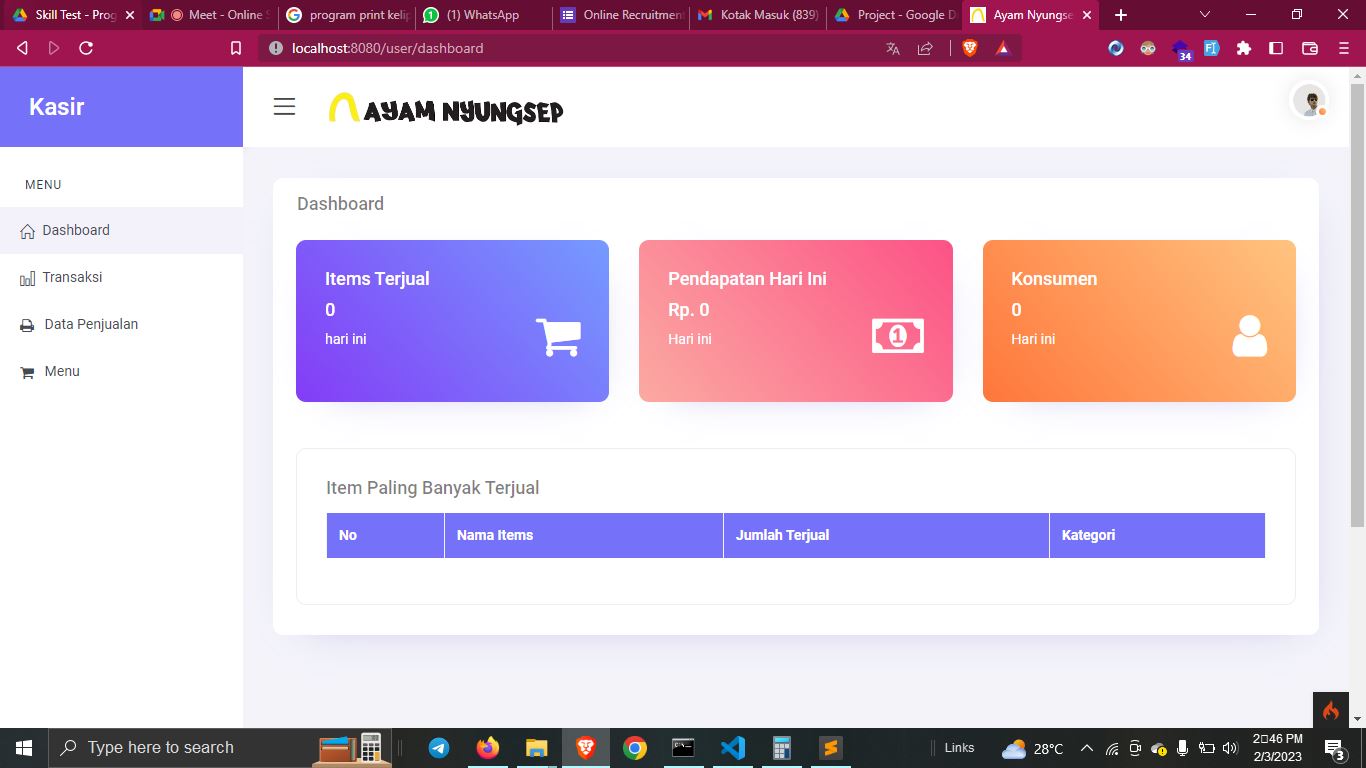 Skill Test - Prog
Meet - Online S
program print kelip
(1) WhatsApp
Online Recruitment
Kotak Masuk (839)
Project - Google D
Ayam Nyungse
localhost:8080/user/dashboard
34
Kasir
AYAM NYUNGSEP
MENU
Dashboard
Transaksi
Data Penjualan
Menu
Dashboard
Items Terjual
0
hari ini
Pendapatan Hari Ini
Rp. 0
Hari ini
1
Konsumen
0
Hari ini
Item Paling Banyak Terjual
No Nama Items Jumlah Terjual Kategori
Type here to search
Links
28°C
2:46 PM
2/3/2023
3